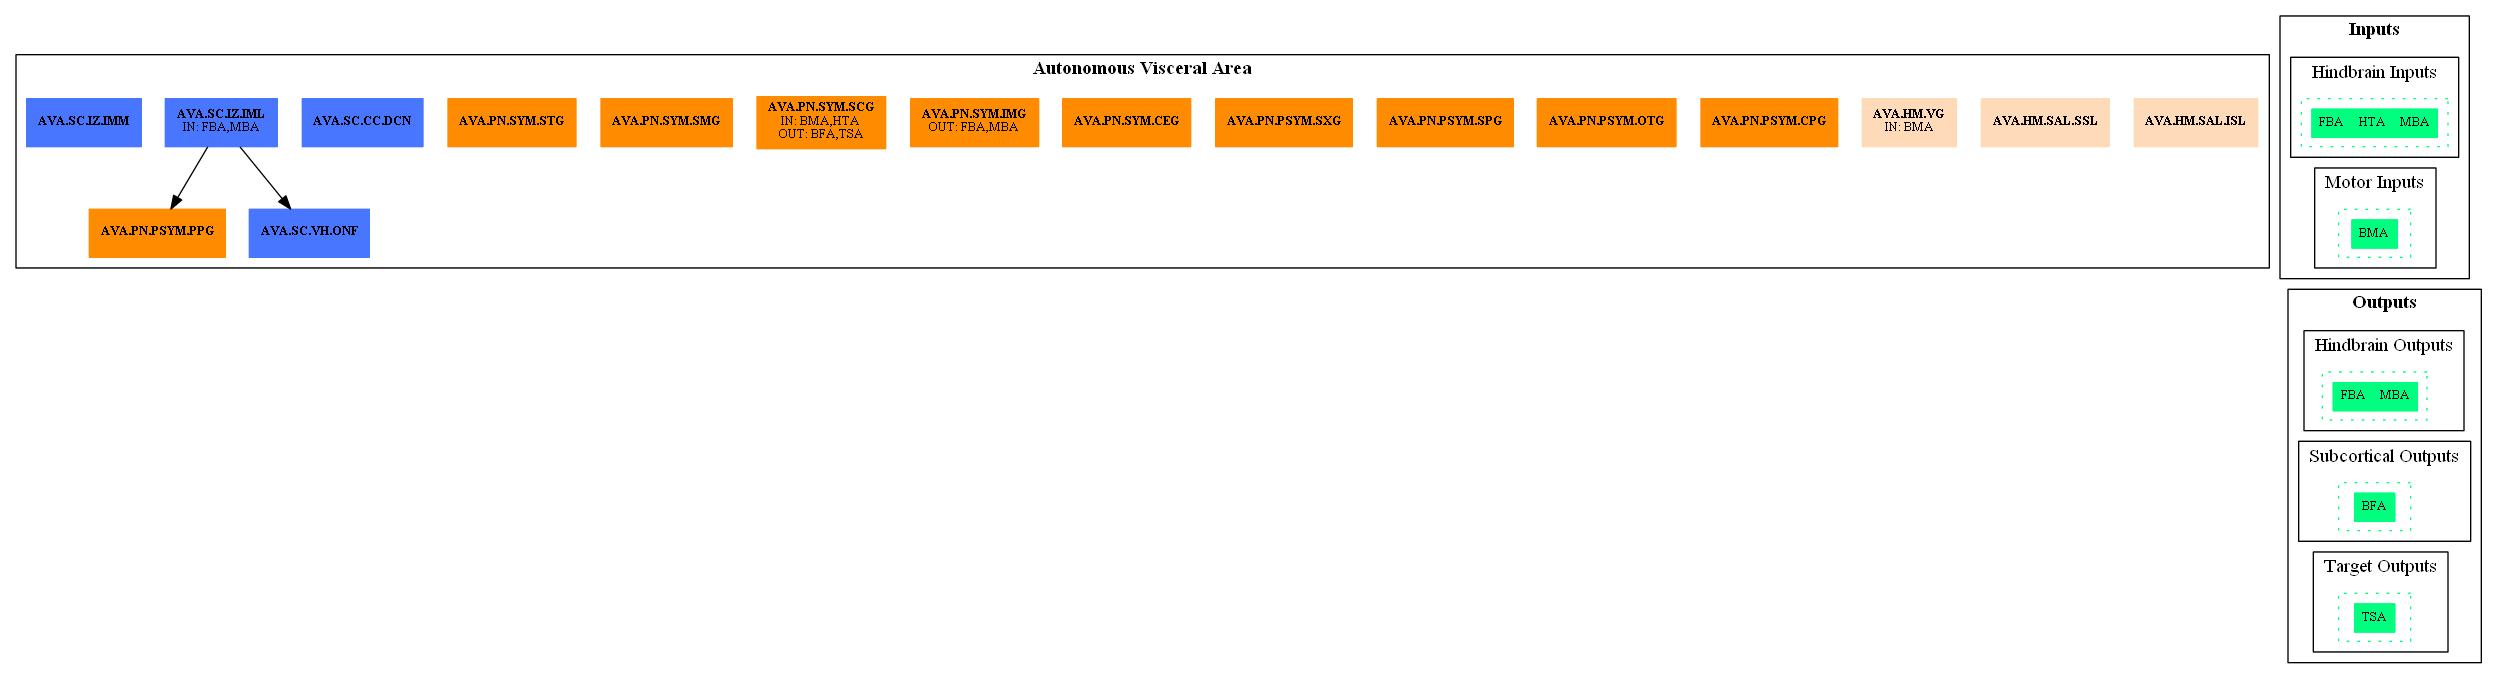 Autonomous Visceral Area
AVA.SC.IZ.IMM
AVA.SC.IZ.IML
IN: FBA,MBA
AVA.SC.CC.DCN
AVA.PN.SYM.STG
AVA.PN.SYM.SMG
AVA.PN.SYM.SCG
IN: BMA,HTA
OUT: BFA,TSA
AVA.PN.SYM.IMG
OUT: FBA,MBA
AVA.PN.SYM.CEG
AVA.PN.PSYM.SXG
AVA.PN.PSYM.SPG
AVA.PN.PSYM.OTG
AVA.PN.PSYM.CPG
AVA.HM.VG
IN: BMA
AVA.HM.SAL.SSL
AVA.HM.SAL.ISL
AVA.PN.PSYM.PPG
AVA.SC.VH.ONF
Inputs
Hindbrain Inputs
FBA HTA MBA
Motor Inputs
BMA
Outputs
Hindbrain Outputs
FBA MBA
Subcortical Outputs
BFA
Target Outputs
TSA